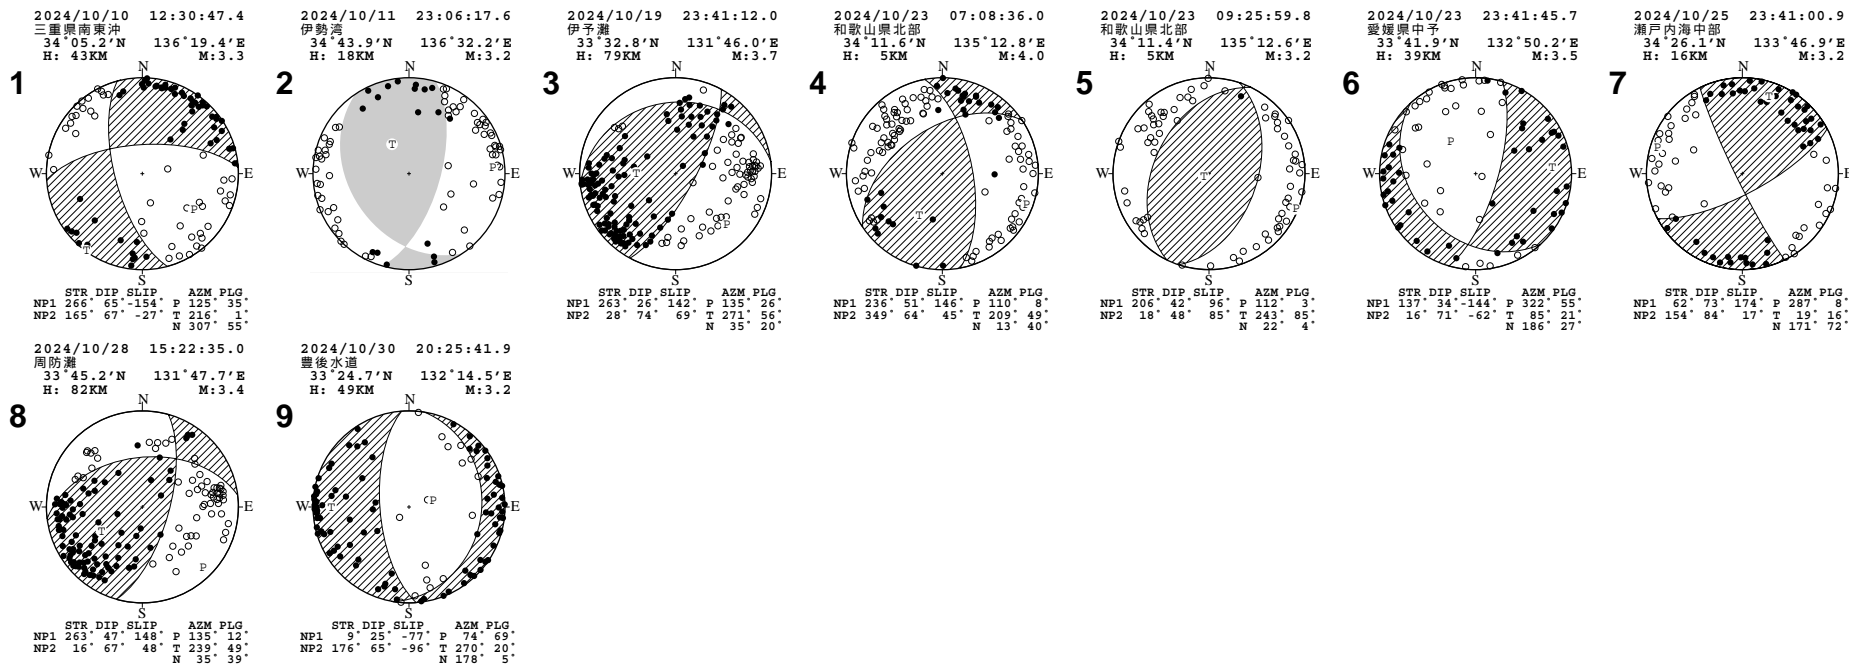 1
2024/10/10 12:30:47.4
三重県南東沖
34°05.2'N 136°19.4'E
H: 43KM M:3.3
N
W E
C P
T
S
STR DIP SLIP AZM PLG
NP1 266° 65°-154° P 125° 35°
NP2 165° 67° -27° T 216° 1°
N 307° 55°
2
2024/10/11 23:06:17.6
伊勢湾
34°43.9'N 136°32.2'E
H: 18KM M:3.2
N
T
P
W E
S
3
2024/10/19 23:41:12.0
伊予灘
33°32.8'N 131°46.0'E
H: 79KM M:3.7
N
T
W E
P
S
STR DIP SLIP AZM PLG
NP1 263° 26° 142° P 135° 26°
NP2 28° 74° 69° T 271° 56°
N 35° 20°
4
2024/10/23 07:08:36.0
和歌山県北部
34°11.6'N 135°12.8'E
H: 5KM M:4.0
N
W E
P
T
S
STR DIP SLIP AZM PLG
NP1 236° 51° 146° P 110° 8°
NP2 349° 64° 45° T 209° 49°
N 13° 40°
5
2024/10/23 09:25:59.8
和歌山県北部
34°11.4'N 135°12.6'E
H: 5KM M:3.2
N
W T E
P
S
STR DIP SLIP AZM PLG
NP1 206° 42° 96° P 112° 3°
NP2 18° 48° 85° T 243° 85°
N 22° 4°
6
2024/10/23 23:41:45.7
愛媛県中予
33°41.9'N 132°50.2'E
H: 39KM M:3.5
N
P
T
W E
S
STR DIP SLIP AZM PLG
NP1 137° 34°-144° P 322° 55°
NP2 16° 71° -62° T 85° 21°
N 186° 27°
7
2024/10/25 23:41:00.9
瀬戸内海中部
34°26.1'N 133°46.9'E
H: 16KM M:3.2
N
T
P
W E
S
STR DIP SLIP AZM PLG
NP1 62° 73° 174° P 287° 8°
NP2 154° 84° 17° T 19° 16°
N 171° 72°
8
2024/10/28 15:22:35.0
周防灘
33°45.2'N 131°47.7'E
H: 82KM M:3.4
N
W E
T
P
S
STR DIP SLIP AZM PLG
NP1 263° 47° 148° P 135° 12°
NP2 16° 67° 48° T 239° 49°
N 35° 39°
9
2024/10/30 20:25:41.9
豊後水道
33°24.7'N 132°14.5'E
H: 49KM M:3.2
N
P
W T E
S
STR DIP SLIP AZM PLG
NP1 9° 25° -77° P 74° 69°
NP2 176° 65° -96° T 270° 20°
N 178° 5°